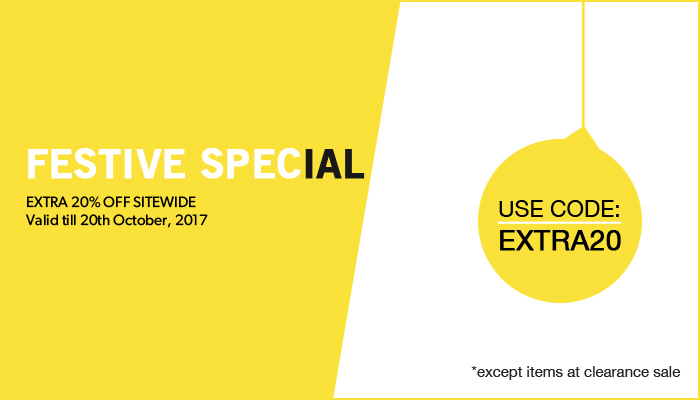 FESTIVE SPECIAL
EXTRA 20% OFF SITEWIDE
Valid till 20th October, 2017
USE CODE:
EXTRA20
*except items at clearance sale